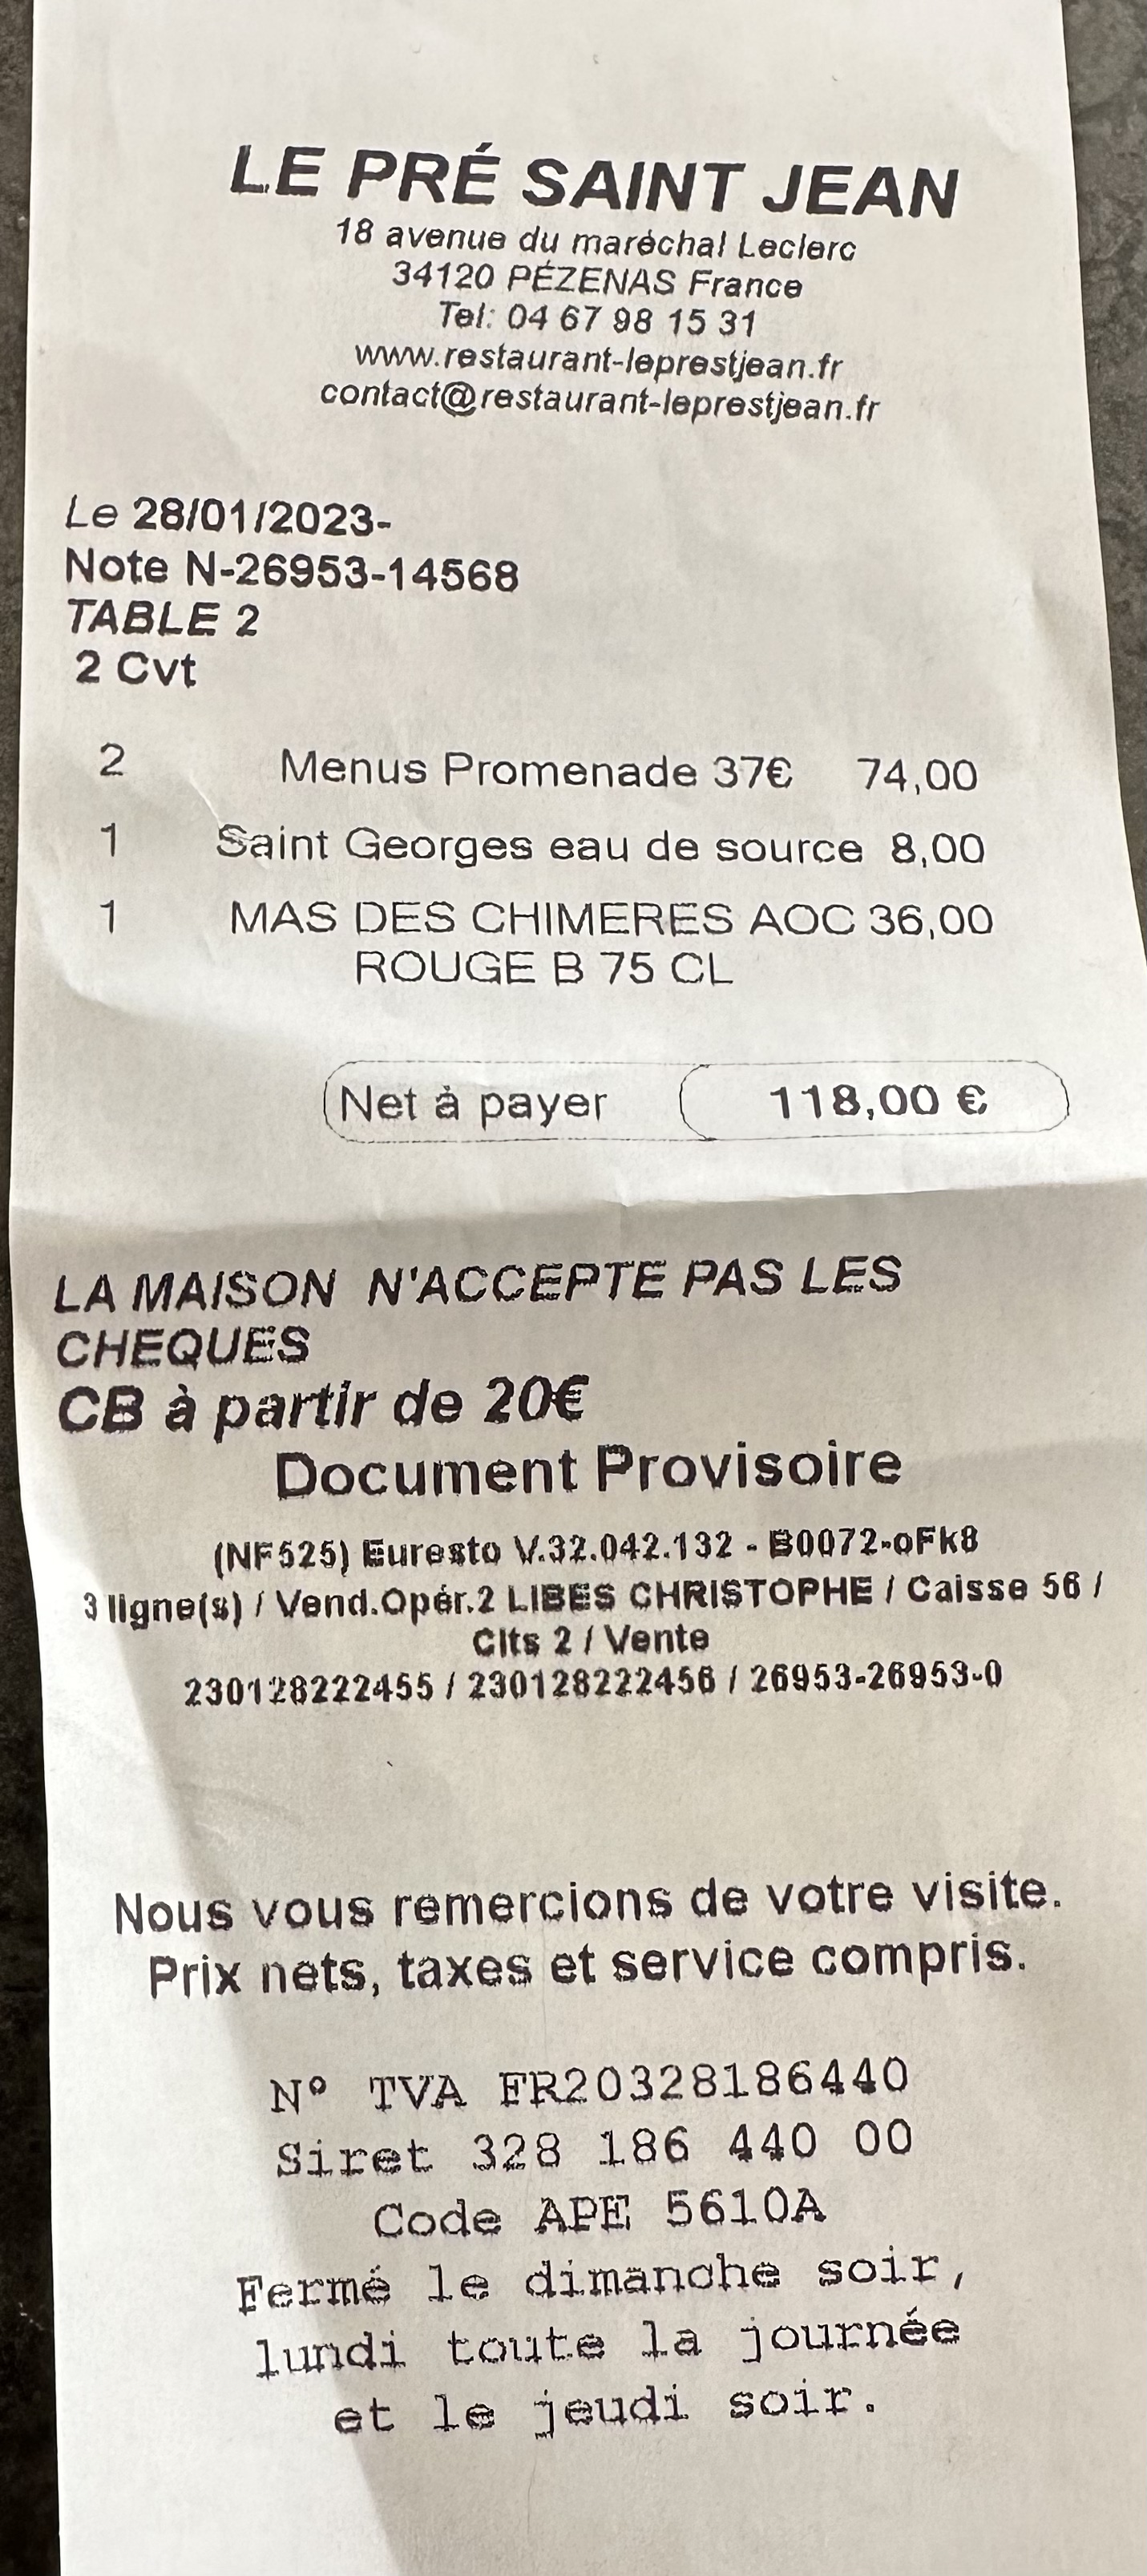 LE PRÉ SAINT JEAN
18 avenue du maréchal Leclerc
34120 PÉZENAS France
Tel: 04 67 98 15 31
www.restaurant-leprestjean.fr
contact@restaurant-leprestjean.fr
Le 28/01/2023-
Note N-26953-14568
TABLE 2
2 Cvt
2 Menus Promenade 37€ 74,00
1 Saint Georges eau de source 8,00
1 MAS DES CHIMERES AOC 36,00
ROUGE B 75 CL
Net à payer 118,00 €
LA MAISON N'ACCEPTE PAS LES
CHEQUES
CB à partir de 20€
Document Provisoire
(NF525) Euresto V.32.042.132 - B0072-oFk8
3 ligne(s) / Vend.Opér.2 LIBES CHRISTOPHE / Caisse 56 /
Clts 2 / Vente
230128222455 / 230128222456 / 26953-26953-0
Nous vous remercions de votre visite.
Prix nets, taxes et service compris.
N° TVA FR20328186440
Siret 328 186 440 00
Code APE 5610A
Fermé le dimanche soir,
lundi toute la journée
et le jeudi soir.